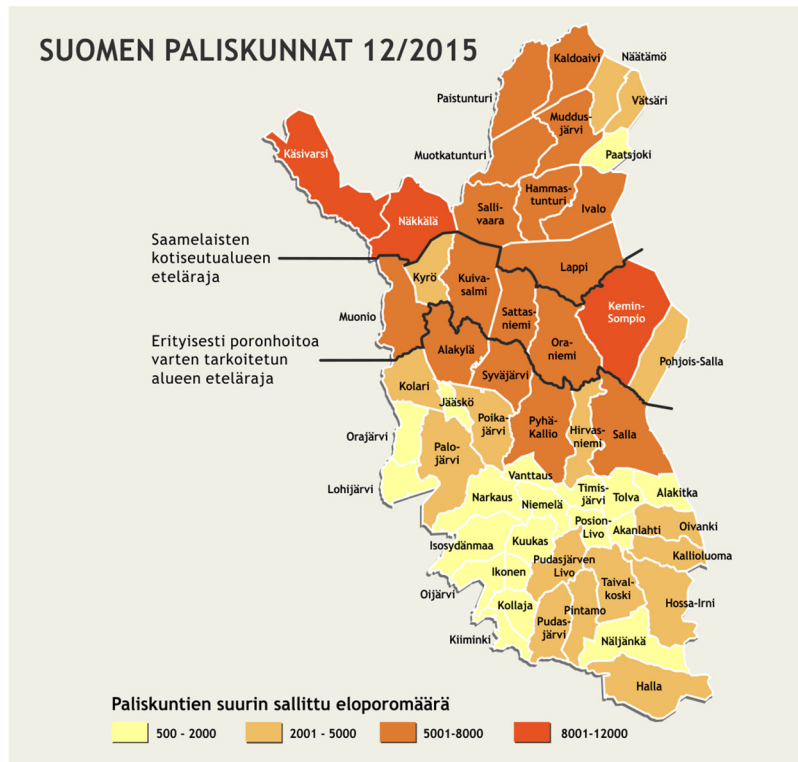 SUOMEN PALISKUNNAT 12/2015
Kaldoaivi
Näätämö
Paistunturi
Vätsäri
Muddus-
järvi
Muotkatunturi
Paatsjoki
Käsivarsi
Hammas-
tunturi
Ivalo
Näkkälä
Salli-
vaara
Saamelaisten
kotiseutualueen
eteläraja
Lappi
Kyrö
Kuiva-
salmi
Kemin-
Sompio
Muonio
Sattas-
niemi
Erityisesti poronhoitoa
varten tarkoitetun
alueen eteläraja
Ora-
niemi
Alakylä
Pohjois-Salla
Syväjärvi
Kolari
Jääskö
Poika-
järvi
Pyhä-
Kallio
Hirvas-
niemi
Salla
Orajärvi
Palo-
järvi
Vanttaus
Lohijärvi
Narkaus
Niemelä
Timis-
järvi
Tolva
Alakitka
Posion-
Livo
Akanlahti
Oivanki
Isosydänmaa
Kuukas
Kallioluoma
Pudasjärven
Livo
Ikonen
Taival-
koski
Oijärvi
Kollaja
Hossa-Irni
Pintamo
Pudas-
järvi
Kiiminki
Näljänkä
Halla
Paliskuntien suurin sallittu eloporomäärä
500 - 2000
2001 - 5000
5001-8000
8001-12000